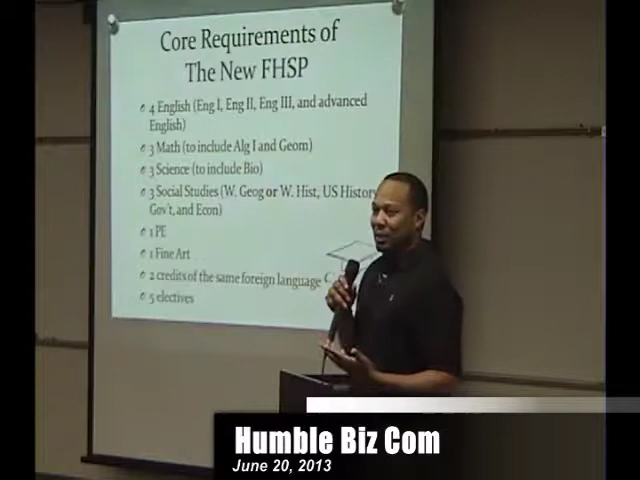 Core Requirements of
The New FHSP
4 English (Eng I, Eng II, Eng III, and advanced
English)
3 Math (to include Alg I and Geom)
3 Science (to include Bio)
3 Social Studies (W. Geog or W. Hist, US History
Gov't, and Econ)
1 PE
1 Fine Art
2 credits of the same foreign language
5 electives
Humble Biz Com
June 20, 2013